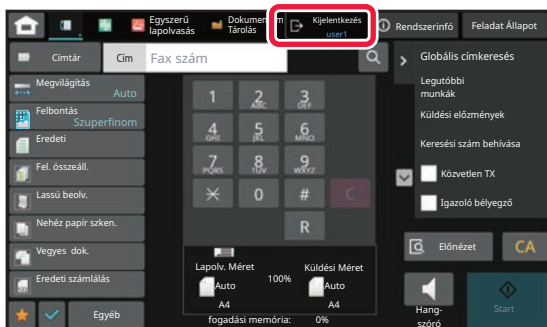 Egyszerű lapolvasás
Dokumentum Tárolás
Kijelentkezés
user1
Rendszerinfó
Feladat Állapot
Címtár
Cím
Fax szám
Globális címkeresés
Megvilágítás
Auto
Felbontás
Szuperfinom
Eredeti
Fel. összeáll.
Lassú beolv.
Nehéz papír szken.
Vegyes dok.
Eredeti számlálás
Egyéb
1
2
ABC
3
DEF
4
GHI
5
JKL
6
MNO
7
PQRS
8
TUV
9
WXYZ
0
#
C
R
Lapolv. Méret
100%
Küldési Méret
Auto
Auto
A4
A4
fogadási memória: 0%
Legutóbbi
munkák
Küldési előzmények
Keresési szám behívása
Közvetlen TX
Igazoló bélyegző
Előnézet
CA
Hang-
szóró
Start